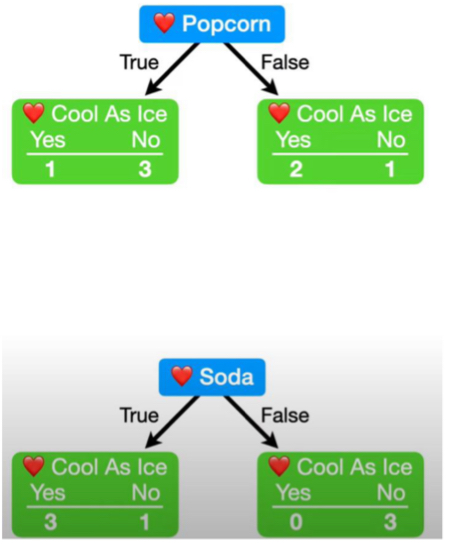 ❤️ Popcorn
True False
❤️ Cool As Ice ❤️ Cool As Ice
Yes No Yes No
1 3 2 1
❤️ Soda
True False
❤️ Cool As Ice ❤️ Cool As Ice
Yes No Yes No
3 1 0 3